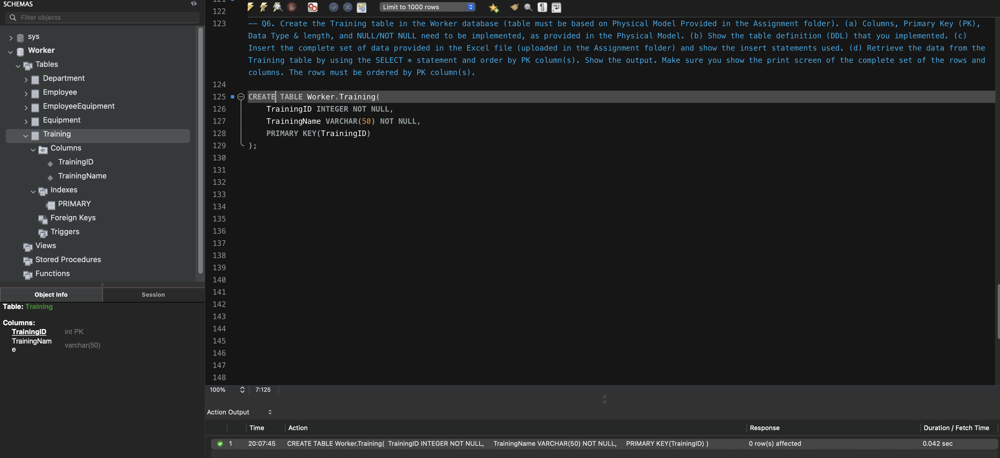 SCHEMAS
Filter objects
sys
Worker
Tables
Department
Employee
EmployeeEquipment
Equipment
Training
Columns
TrainingID
TrainingName
Indexes
PRIMARY
Foreign Keys
Triggers
Views
Stored Procedures
Functions
Object Info Session
Table: Training
Columns:
TrainingID int PK
TrainingNam
e varchar(50)
Limit to 1000 rows
121
122
123 -- Q6. Create the Training table in the Worker database (table must be based on Physical Model Provided in the Assignment folder). (a) Columns, Primary Key (PK),
Data Type & length, and NULL/NOT NULL need to be implemented, as provided in the Physical Model. (b) Show the table definition (DDL) that you implemented. (c)
Insert the complete set of data provided in the Excel file (uploaded in the Assignment folder) and show the insert statements used. (d) Retrieve the data from the
Training table by using the SELECT * statement and order by PK column(s). Show the output. Make sure you show the print screen of the complete set of the rows and
columns. The rows must be ordered by PK column(s).
124
125 CREATE TABLE Worker.Training(
126 TrainingID INTEGER NOT NULL,
127 TrainingName VARCHAR(50) NOT NULL,
128 PRIMARY KEY(TrainingID)
129 );
130
131
132
133
134
135
136
137
138
139
140
141
142
143
144
145
146
147
148
100% 7:125
Action Output
Time Action Response Duration / Fetch Time
1 20:07:45 CREATE TABLE Worker.Training( TrainingID INTEGER NOT NULL, TrainingName VARCHAR(50) NOT NULL, PRIMARY KEY(TrainingID) ) 0 row(s) affected 0.042 sec